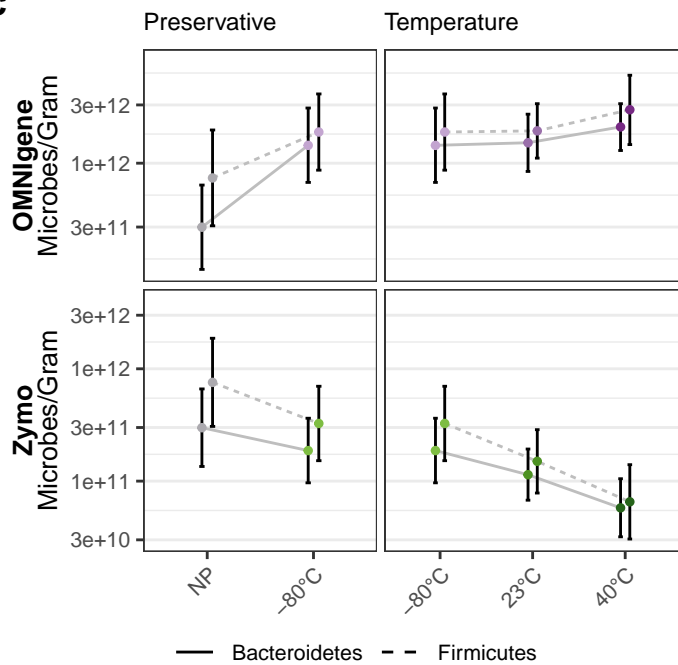 Preservative Temperature
OMNIgene
Microbes/Gram
3e+12
1e+12
3e+11
Zymo
Microbes/Gram
3e+12
1e+12
3e+11
1e+11
3e+10
NP −80°C −80°C 23°C 40°C
Bacteroidetes Firmicutes